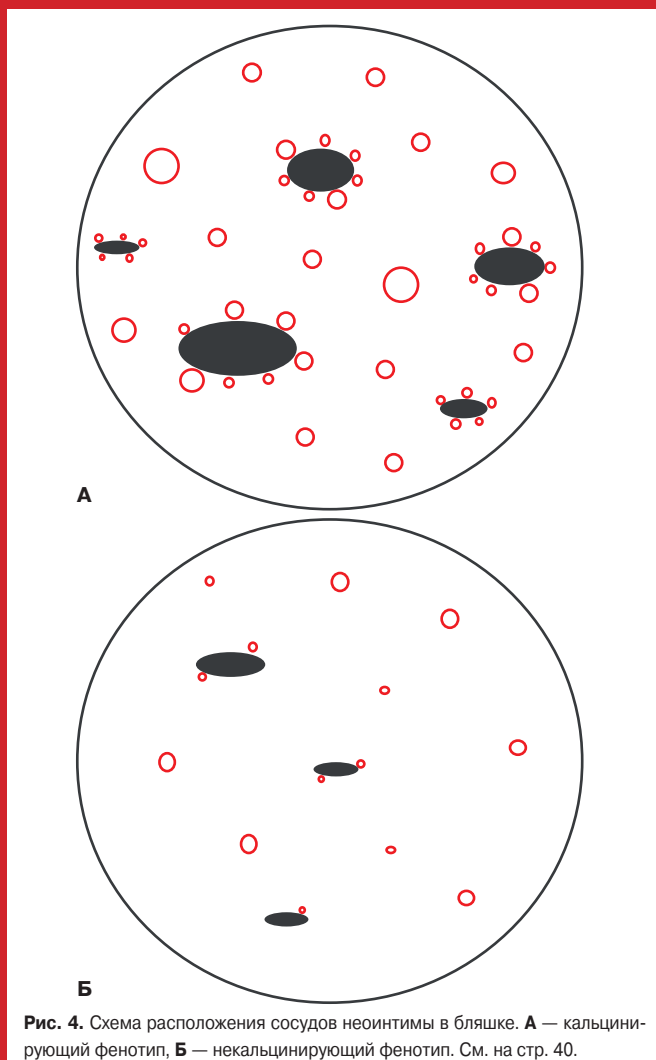 А
Б
Рис. 4. Схема расположения сосудов неоинтимы в бляшке. А — кальцини-
рующий фенотип, Б — некальцинирующий фенотип. См. на стр. 40.